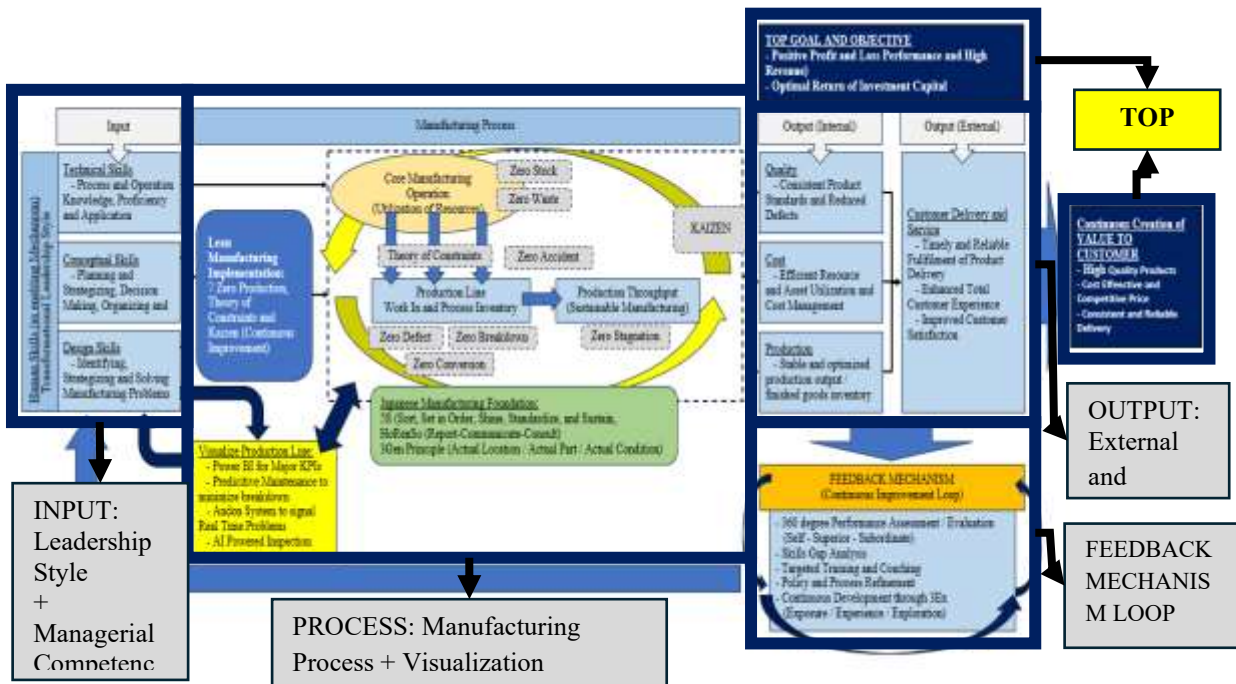 TOP GOAL AND OBJECTIVE
- Positive Profit and Loss Performance and High
Revenue)
- Optimal Return of Investment Capital
TOP
Input
Manufacturing Process
Output (Internal)
Output (External)
Human Skills (as enabling Mechanism)
Transformational Leadership Style
Technical Skills
- Process and Operation
Knowledge, Proficiency
and Application
Conceptual Skills
- Planning and
Strategizing, Decision
Making, Organizing and
Design Skills
- Identifying,
Strategizing and Solving
Manufacturing Problems
Lean
Manufacturing
Implementation:
7 Zero Production,
Theory of
Constraints and
Kaizen (Continuous
Improvement)
Core Manufacturing
Operation
(Utilization of Resources)
Zero Stock
Zero Waste
KAIZEN
Theory of Constraints
Zero Accident
Production Line
Work In and Process Inventory
Production Throughput
(Sustainable Manufacturing)
Zero Defect
Zero Breakdown
Zero Stagnation
Zero Conversion
Japanese Manufacturing Foundation:
5S (Sort, Set in Order, Shine, Standardize, and Sustain,
HoRenSo (Report-Communicate-Consult)
3Gen Principle (Actual Location / Actual Part / Actual Condition)
Visualize Production Line:
- Power BI for Major KPIs
- Predictive Maintenance to
minimize breakdown
- Andon System to signal
Real Time Problems
- AI Powered Inspection
Quality
- Consistent Product
Standards and Reduced
Defects
Cost
- Efficient Resource
and Asset Utilization and
Cost Management
Production
- Stable and optimized
production output /
finished goods inventory
Customer Delivery and
Service
- Timely and Reliable
Fulfilment of Product
Delivery
- Enhanced Total
Customer Experience
- Improved Customer
Satisfaction
Continuous Creation of
VALUE TO
CUSTOMER
- High Quality Products
- Cost Effective and
Competitive Price
- Consistent and Reliable
Delivery
FEEDBACK MECHANISM
(Continuous Improvement Loop)
- 360 degree Performance Assessment / Evaluation
(Self - Superior - Subordinate)
- Skills Gap Analysis
- Targeted Training and Coaching
- Policy and Process Refinement
- Continuous Development through 3Ex
(Exposure / Experience / Exploration)
OUTPUT:
External
and
FEEDBACK
MECHANIS
M LOOP
INPUT:
Leadership
Style
+
Managerial
Competenc
PROCESS: Manufacturing
Process + Visualization